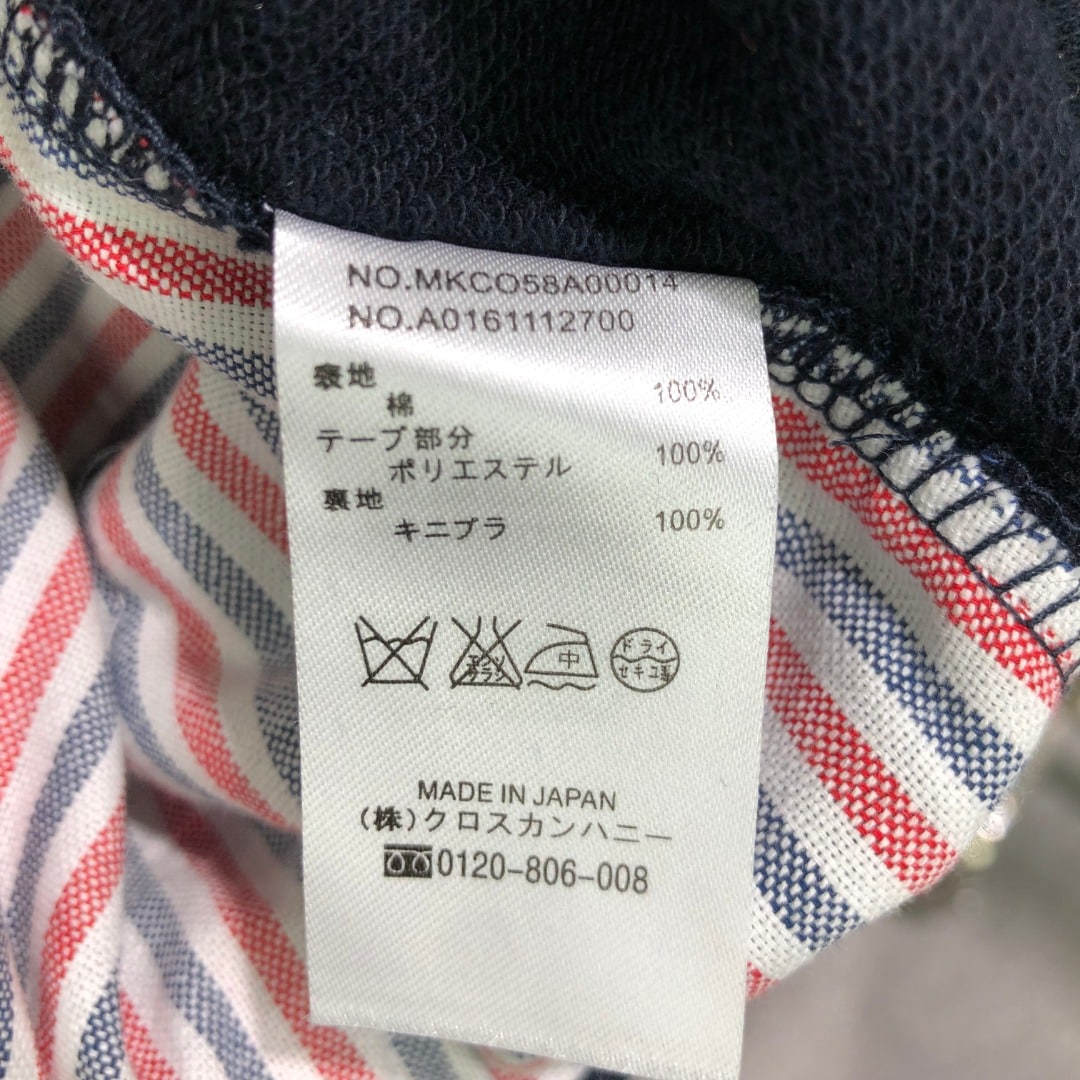 NO.MKCO58A00014
NO.A0161112700
表地
棉 100%
テープ部分
ポリエステル 100%
裏地
キニプラ 100%
中
ドライ
セキユ系
MADE IN JAPAN
(株)クロスカンハニー
0120-806-008